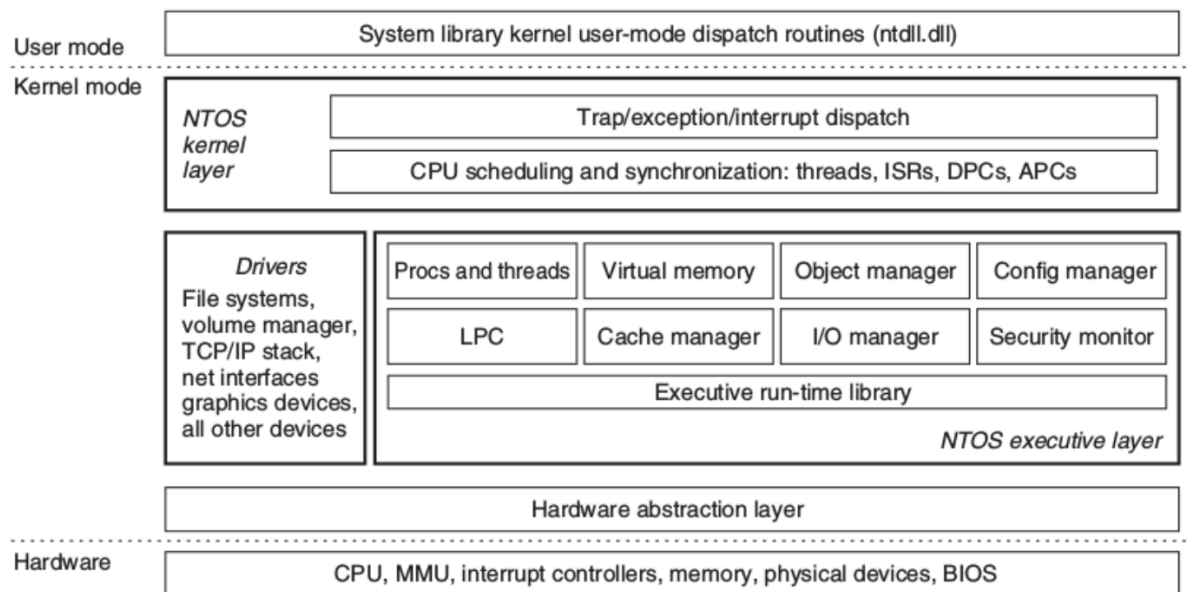 User mode
System library kernel user-mode dispatch routines (ntdll.dll)
Kernel mode
NTOS
kernel
layer
Trap/exception/interrupt dispatch
CPU scheduling and synchronization: threads, ISRs, DPCs, APCs
Drivers
File systems,
volume manager,
TCP/IP stack,
net interfaces
graphics devices,
all other devices
Procs and threads
Virtual memory
Object manager
Config manager
LPC
Cache manager
I/O manager
Security monitor
Executive run-time library
NTOS executive layer
Hardware abstraction layer
Hardware
CPU, MMU, interrupt controllers, memory, physical devices, BIOS